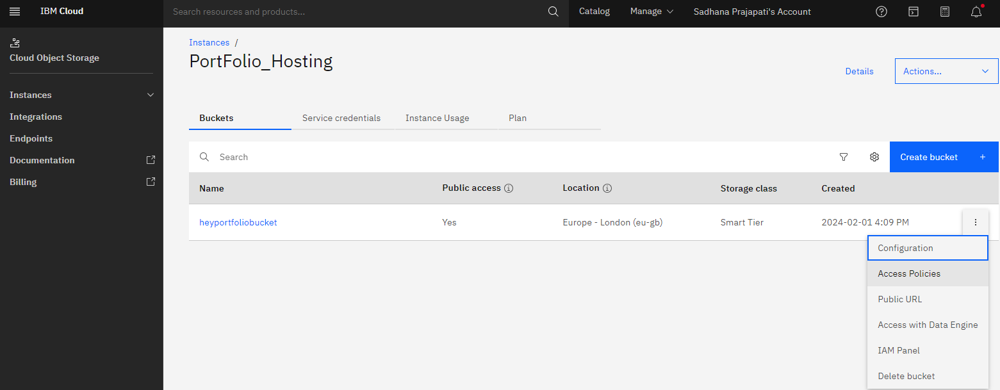 IBM Cloud
Search resources and products...
Catalog
Manage
Sadhana Prajapati's Account
Cloud Object Storage
Instances
Integrations
Endpoints
Documentation
Billing
Instances /
PortFolio_Hosting
Details
Actions...
Buckets
Service credentials
Instance Usage
Plan
Search
Create bucket +
Name Public access Location Storage class Created
heyportfoliobucket Yes Europe - London (eu-gb) Smart Tier 2024-02-01 4:09 PM
Configuration
Access Policies
Public URL
Access with Data Engine
IAM Panel
Delete bucket